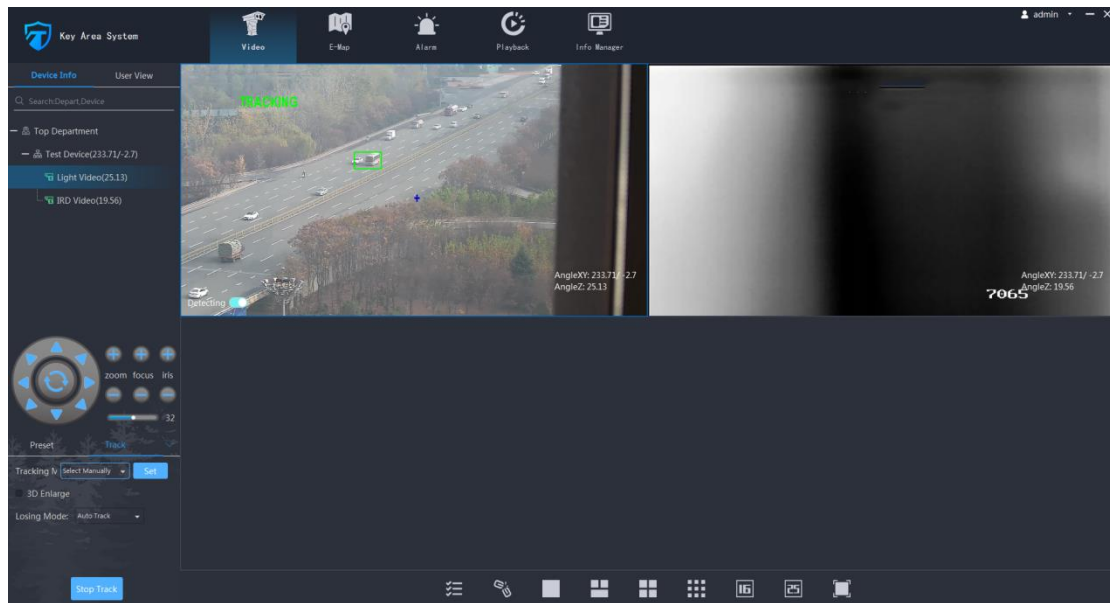 Key Area System
Video
E-Map
Alarm
Playback
Info Manager
admin
Device Info
User View
Search:Depart,Device
Top Department
Test Device(233.71/-2.7)
Light Video(25.13)
IRD Video(19.56)
TRACKING
AngleXY: 233.71/ -2.7
AngleZ: 25.13
Detecting
AngleXY: 233.71/ -2.7
AngleZ: 19.56
7065
zoom focus iris
32
Preset
Track
Tracking M Select Manually Set
3D Enlarge
Losing Mode: Auto Track
Stop Track
16
25